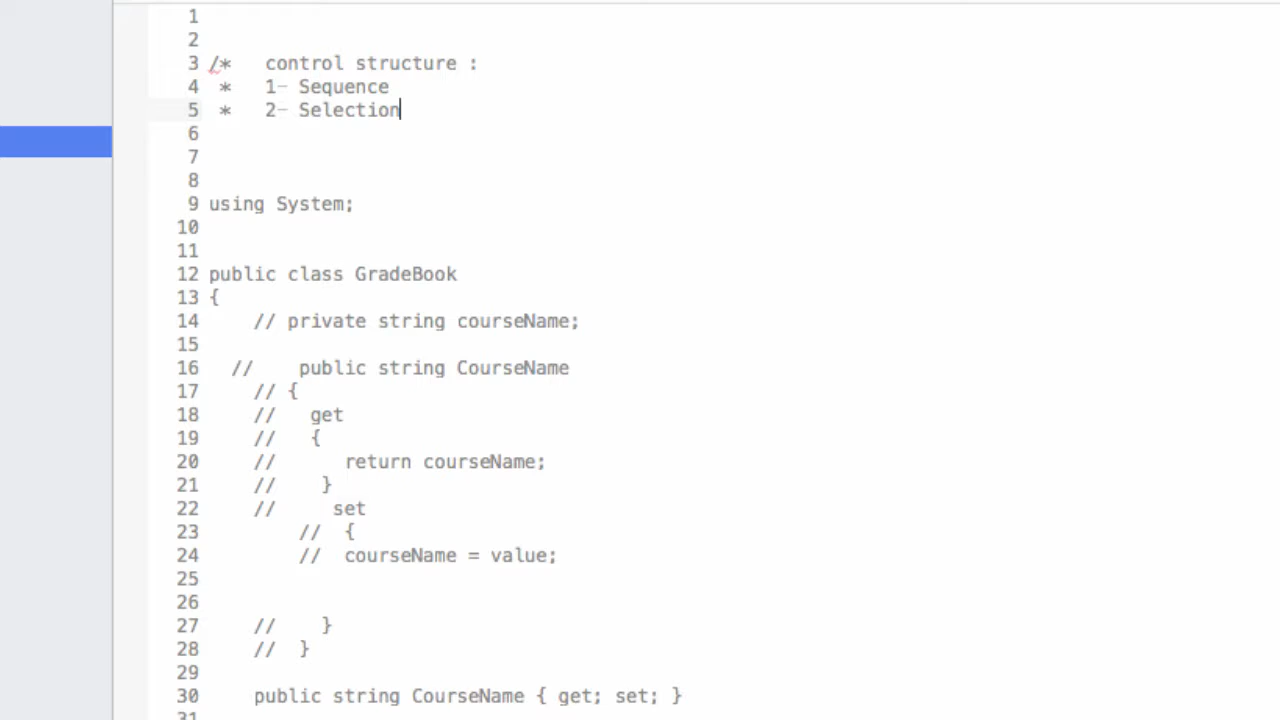 1
2
3 /*   control structure :
4  *   1- Sequence
5  *   2- Selection
6
7
8
9 using System;
10
11
12 public class GradeBook
13 {
14     // private string courseName;
15
16   //    public string CourseName
17     // {
18     //   get
19     //   {
20     //      return courseName;
21     //    }
22     //     set
23         //  {
24         //  courseName = value;
25
26
27     //    }
28     //  }
29
30     public string CourseName { get; set; }
31